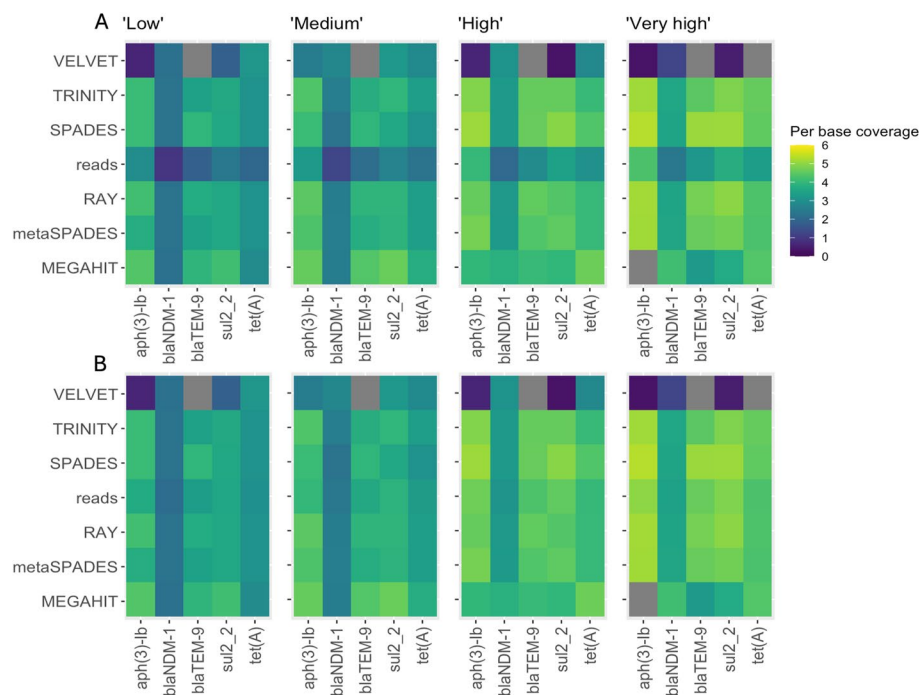 A
'Low' 'Medium' 'High' 'Very high'
VELVET
TRINITY
SPADES
reads
RAY
metaSPADES
MEGAHIT
aph(3)-Ib blaNDM-1 blaTEM-9 sul2_2 tet(A) aph(3)-Ib blaNDM-1 blaTEM-9 sul2_2 tet(A) aph(3)-Ib blaNDM-1 blaTEM-9 sul2_2 tet(A) aph(3)-Ib blaNDM-1 blaTEM-9 sul2_2 tet(A)
Per base coverage
6
5
4
3
2
1
0
B
VELVET
TRINITY
SPADES
reads
RAY
metaSPADES
MEGAHIT
aph(3)-Ib blaNDM-1 blaTEM-9 sul2_2 tet(A) aph(3)-Ib blaNDM-1 blaTEM-9 sul2_2 tet(A) aph(3)-Ib blaNDM-1 blaTEM-9 sul2_2 tet(A) aph(3)-Ib blaNDM-1 blaTEM-9 sul2_2 tet(A)